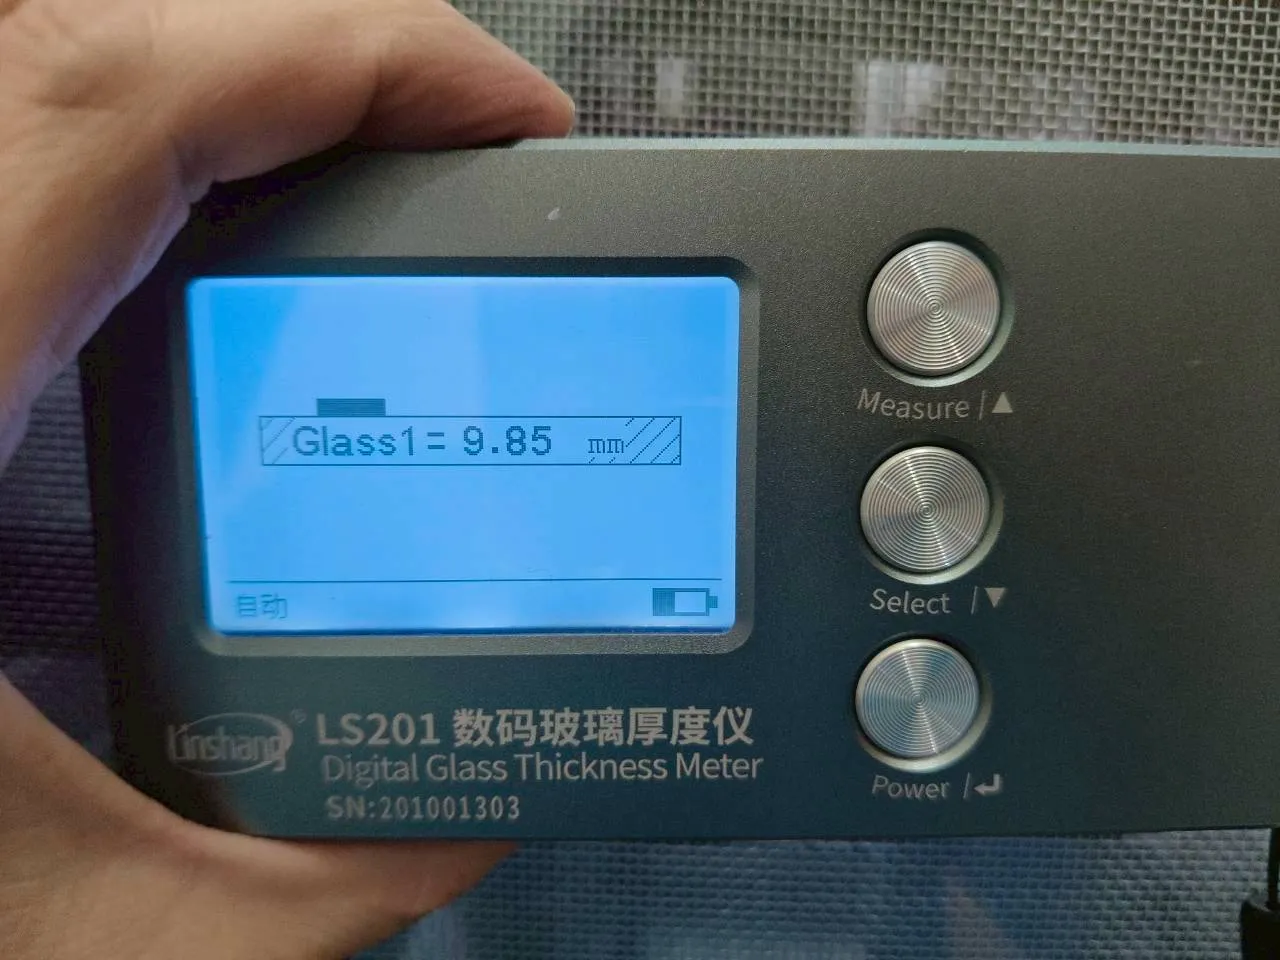 Glass1= 9.85 mm
自动
Measure /▲
Select /▼
Power /↵
Linshang®
LS201 数码玻璃厚度仪
Digital Glass Thickness Meter
SN:201001303